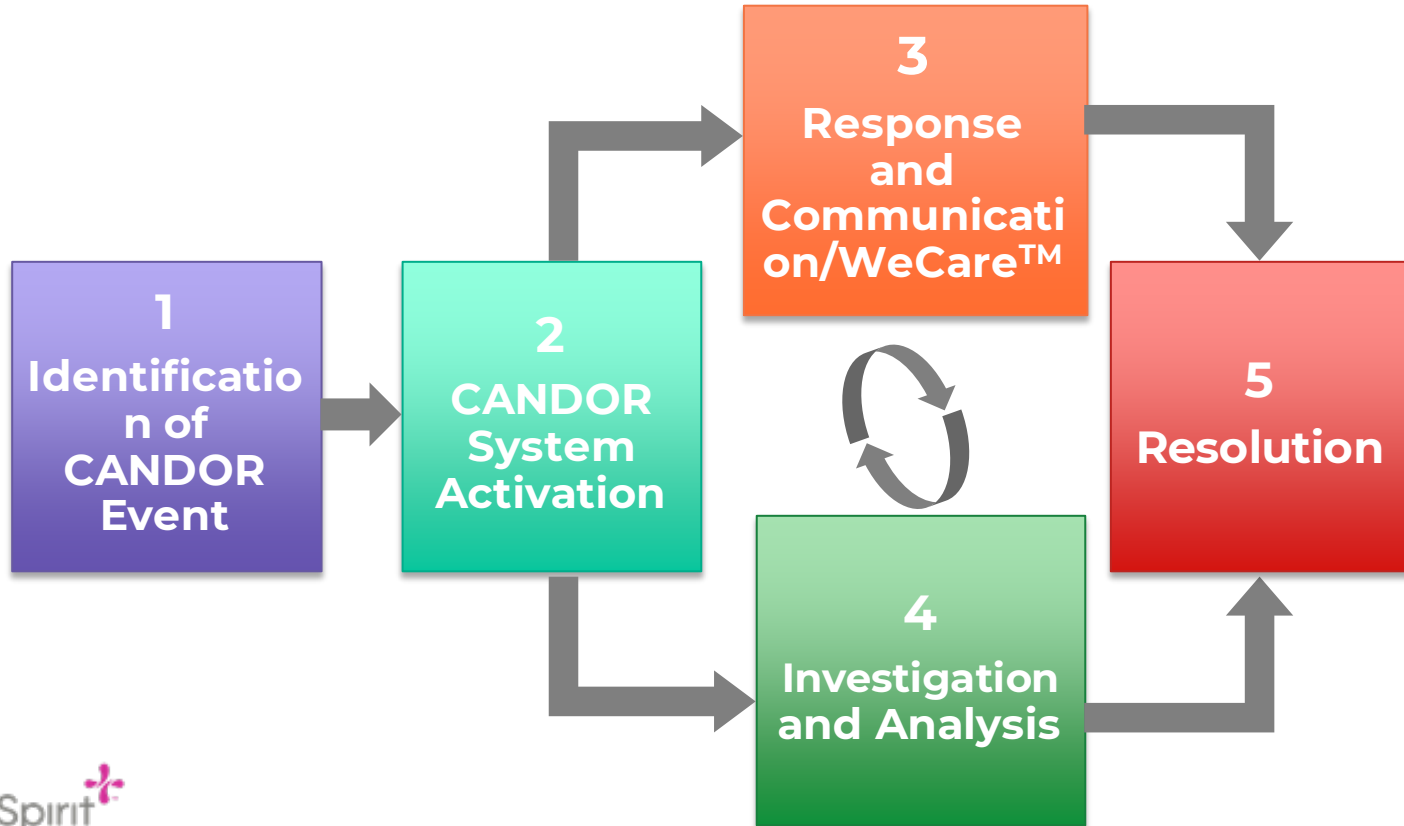 1
Identificatio
n of
CANDOR
Event
2
CANDOR
System
Activation
3
Response
and
Communicati
on/WeCare™
4
Investigation
and Analysis
5
Resolution
Spirit